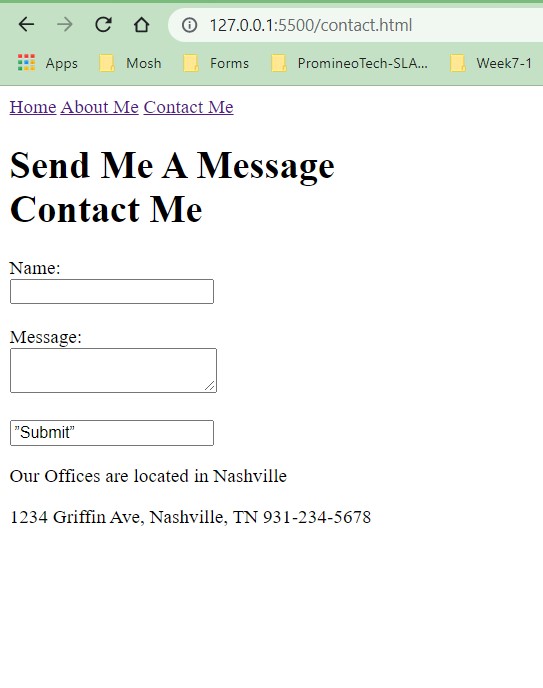 127.0.0.1:5500/contact.html
Apps Mosh Forms PromineoTech-SLA... Week7-1
Home About Me Contact Me
Send Me A Message
Contact Me
Name:
Message:
”Submit”
Our Offices are located in Nashville
1234 Griffin Ave, Nashville, TN 931-234-5678